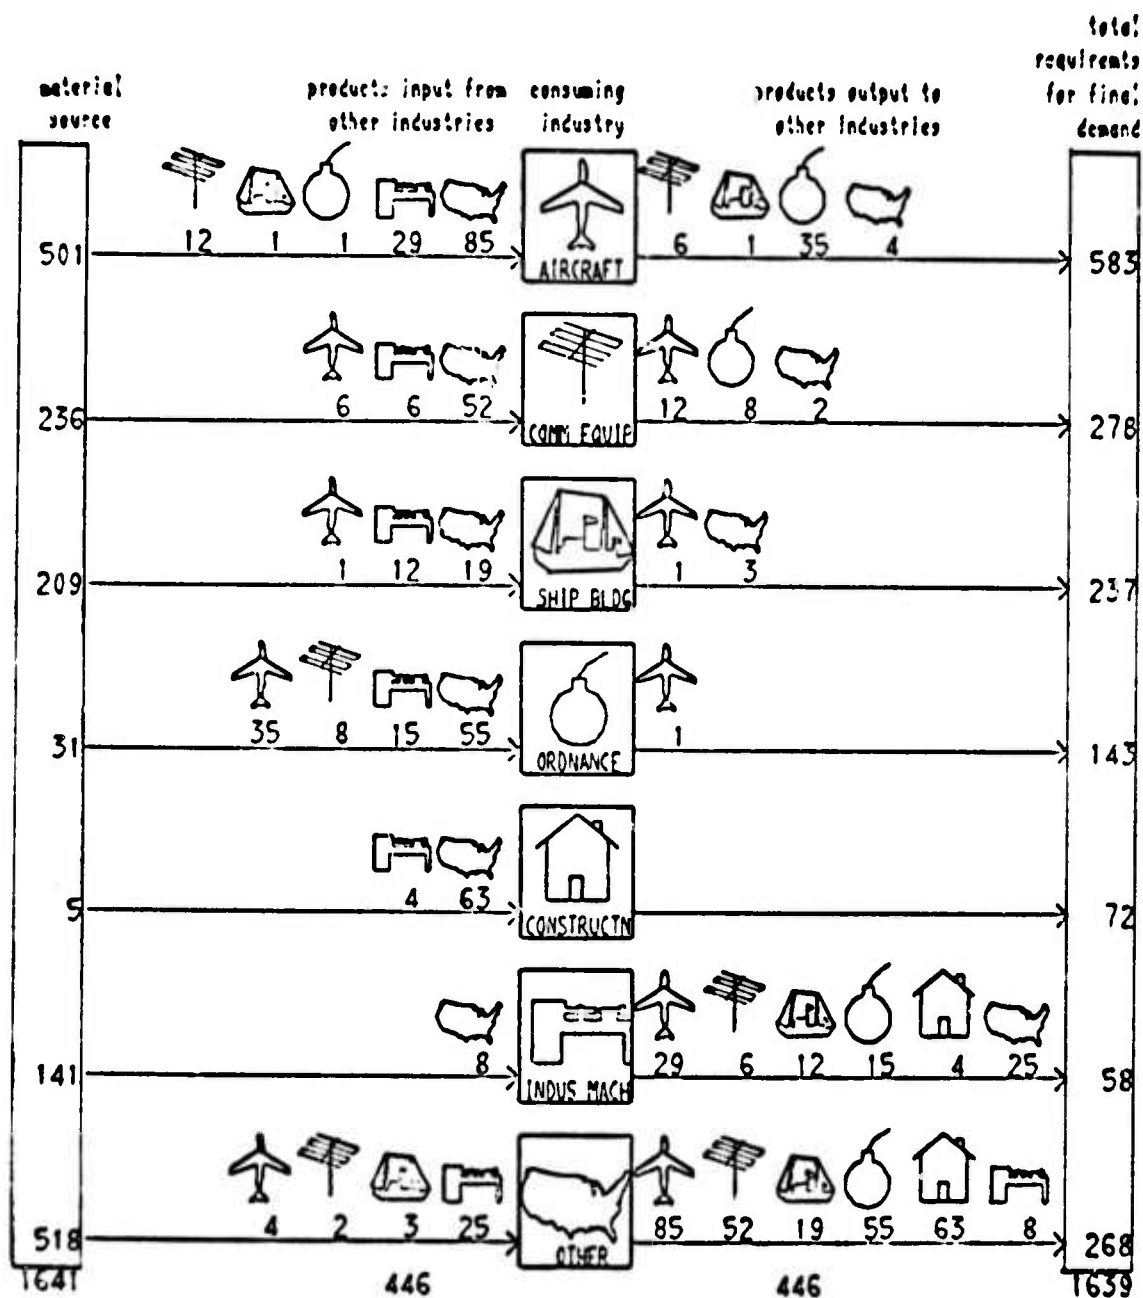 total
requirements
material products input from consuming products output to for final
source other industries industry other industries demand
12 1 1 29 85 6 1 35 4
501 AIRCRAFT 583
6 6 52 12 8 2
236 COMM EQUIP 278
1 12 19 1 3
209 SHIP BLDG 237
35 8 15 55 1
31 ORDNANCE 143
4 63
5 CONSTRUCTN 72
8 29 6 12 15 4 25
141 INDUS MACH 58
4 2 3 25 85 52 19 55 63 8
518 OTHER 268
1641 446 446 1639